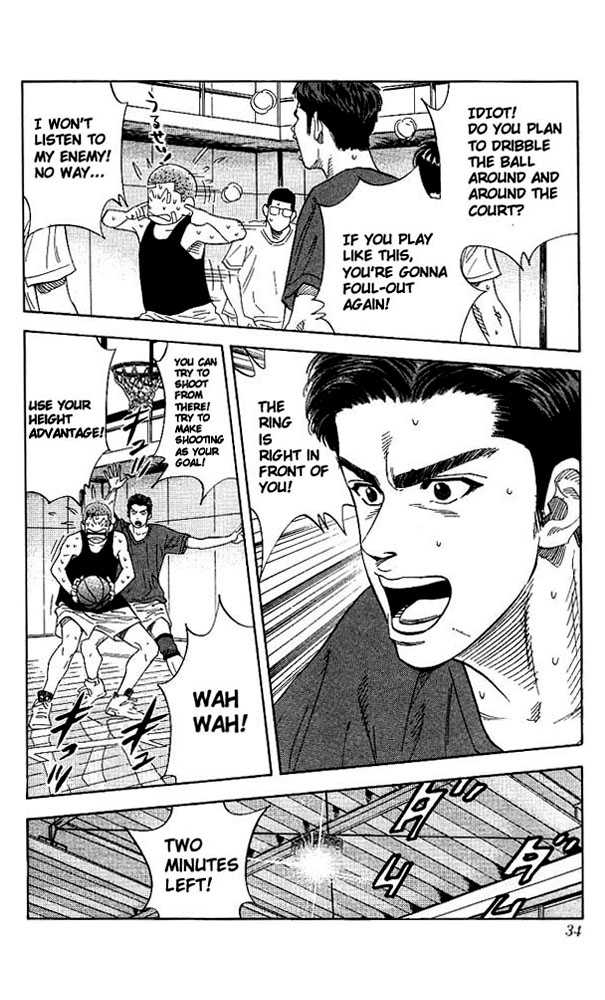 IDIOT!
DO YOU PLAN
TO DRIBBLE
THE BALL
AROUND AND
AROUND THE
COURT?
IF YOU PLAY
LIKE THIS,
YOU'RE GONNA
FOUL-OUT
AGAIN!
うるせい
I WON'T
LISTEN TO
MY ENEMY!
NO WAY...
THE
RING
IS
RIGHT IN
FRONT OF
YOU!
YOU CAN
TRY TO
SHOOT
FROM
THERE!
TRY TO
MAKE
SHOOTING
AS YOUR
GOAL!
USE YOUR
HEIGHT
ADVANTAGE!
WAH
WAH!
TWO
MINUTES
LEFT!
34